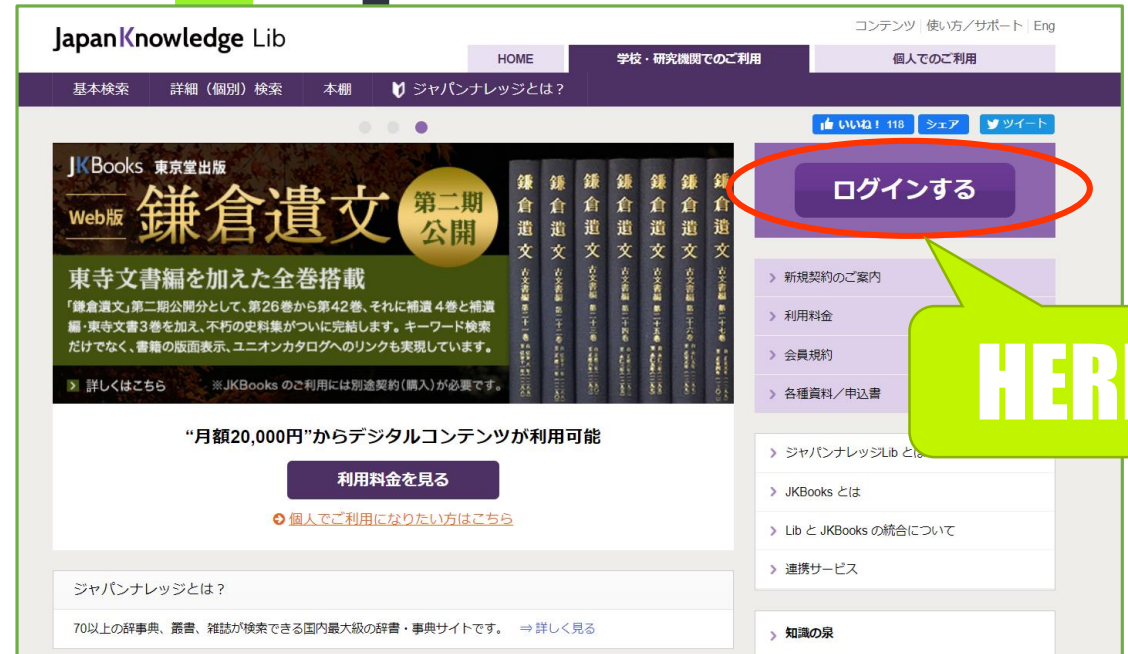 JapanKnowledge Lib
コンテンツ 使い方／サポート Eng
HOME 学校・研究機関でのご利用 個人でのご利用
基本検索 詳細（個別）検索 本棚 ジャパンナレッジとは？
いいね！ 118 シェア ツイート
JKBooks 東京堂出版
Web版 鎌倉遺文 第二期
公開
東寺文書編を加えた全巻搭載
「鎌倉遺文」第二期公開分として、第26巻から第42巻、それに補遺4巻と補遺
編・東寺文書3巻を加え、不朽の史料集がついに完結します。キーワード検索
だけでなく、書籍の版面表示、ユニオンカタログへのリンクも実現しています。
詳しくはこちら ※JKBooks のご利用には別途契約（購入）が必要です。
鎌倉遺文 鎌倉遺文 鎌倉遺文 鎌倉遺文 鎌倉遺文 鎌倉遺文 鎌倉遺文
ログインする
新規契約のご案内
利用料金
会員規約
各種資料／申込書
“月額20,000円”からデジタルコンテンツが利用可能
利用料金を見る
個人でご利用になりたい方はこちら
ジャパンナレッジLib とは
JKBooks とは
Lib と JKBooks の統合について
連携サービス
ジャパンナレッジとは？
70以上の辞事典、叢書、雑誌が検索できる国内最大級の辞書・事典サイトです。 ⇒詳しく見る
知識の泉